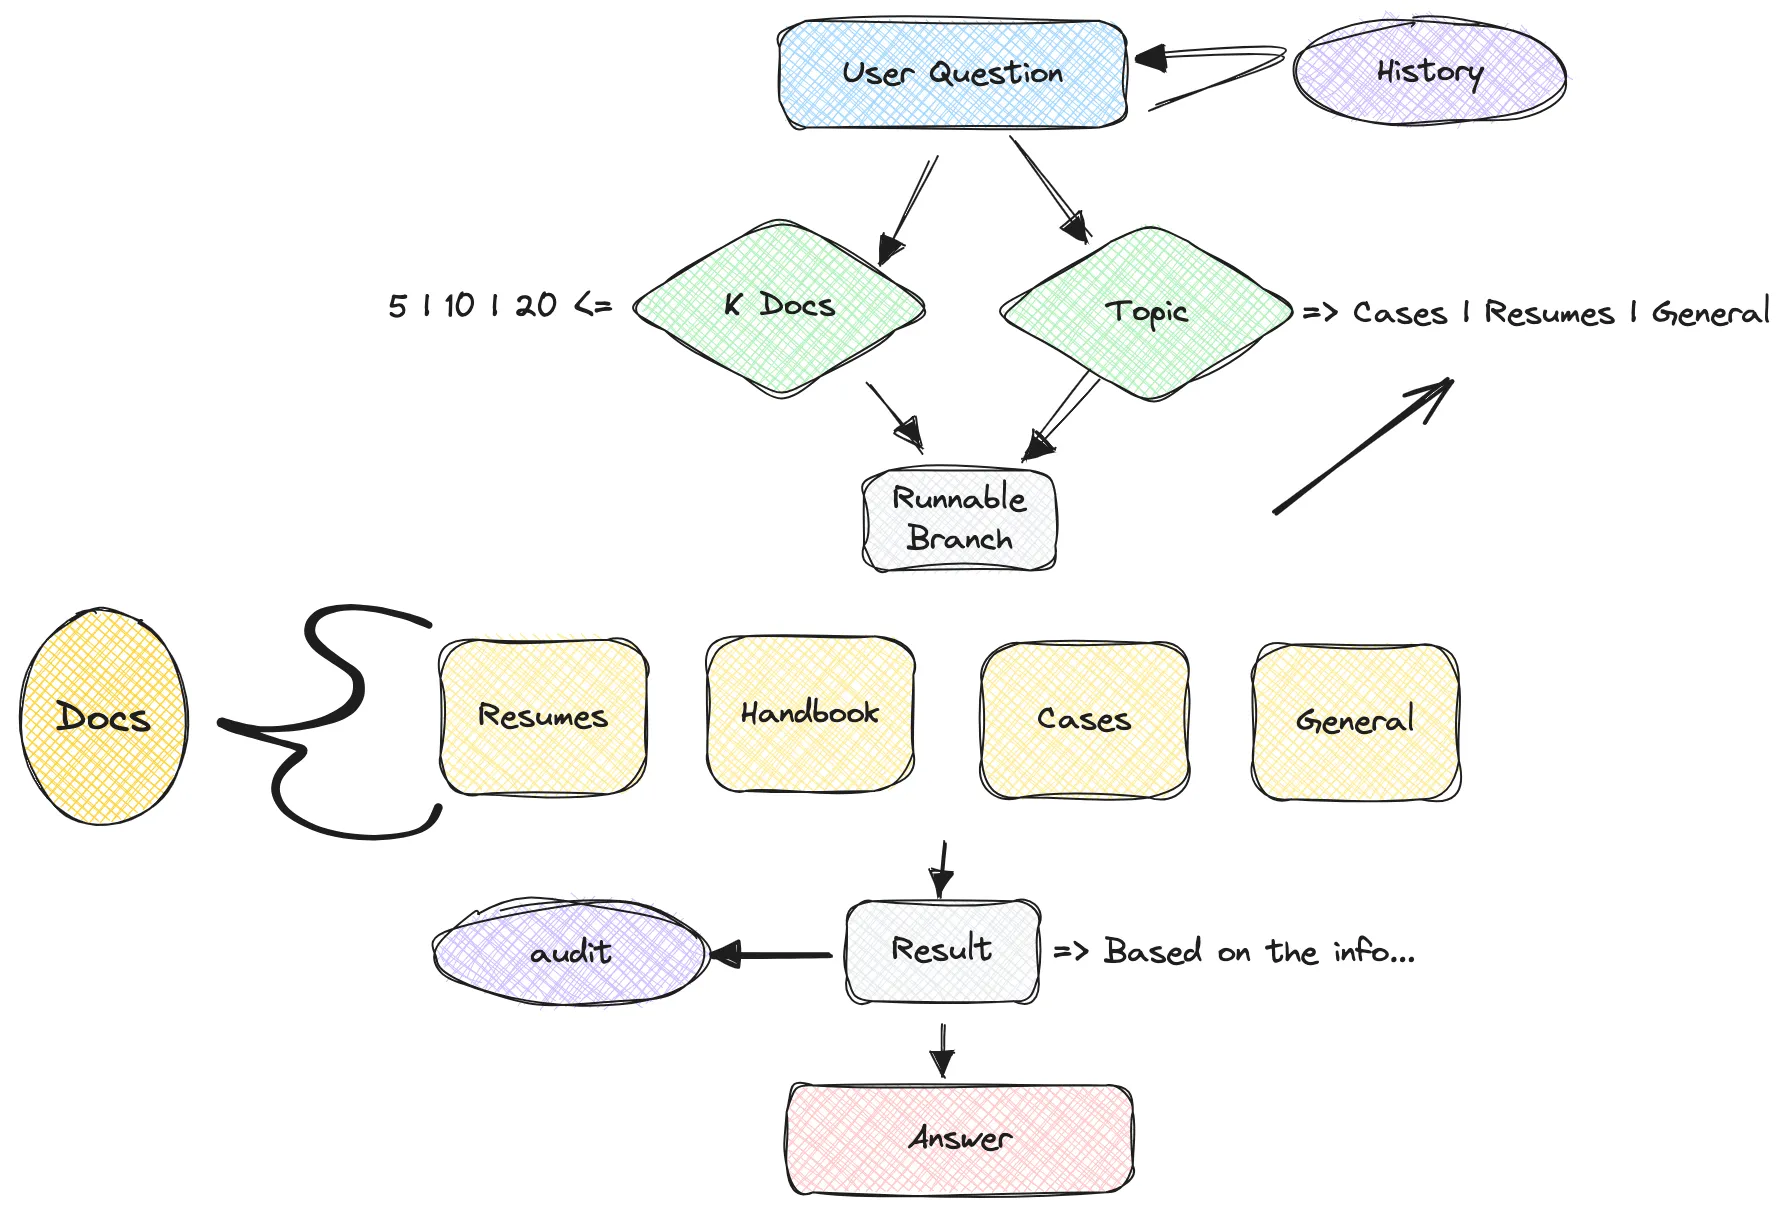 User Question
History
5 | 10 | 20 <=
K Docs
Topic
=> Cases | Resumes | General
Runnable
Branch
Docs
Resumes
Handbook
Cases
General
audit
Result
=> Based on the info...
Answer